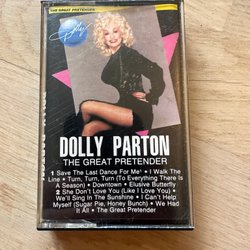 THE GREAT PRETENDER
Dolly
DOLLY PARTON
THE GREAT PRETENDER
1 Save The Last Dance For Me • I Walk The
Line • Turn, Turn, Turn (To Everything There Is
A Season) • Downtown • Elusive Butterfly
2 She Don't Love You (Like I Love You) •
We'll Sing In The Sunshine • I Can't Help
Myself (Sugar Pie, Honey Bunch) • We Had
It All • The Great Pretender
DOLLY PARTON